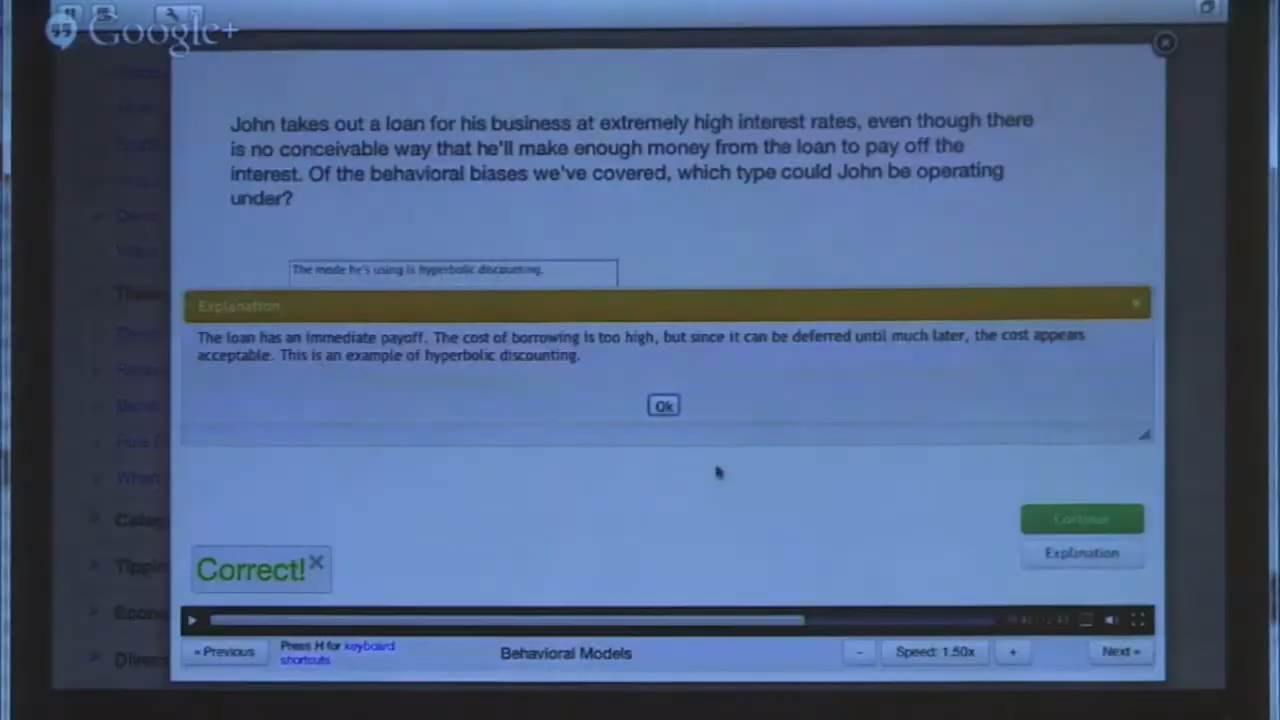 Google+
John takes out a loan for his business at extremely high interest rates, even though there
is no conceivable way that he'll make enough money from the loan to pay off the
interest. Of the behavioral biases we've covered, which type could John be operating
under?
The mode he's using is hyperbolic discounting.
Explanation
The loan has an immediate payoff. The cost of borrowing is too high, but since it can be deferred until much later, the cost appears
acceptable. This is an example of hyperbolic discounting.
Ok
Continue
Explanation
Correct!
« Previous
Press H for keyboard
shortcuts
Behavioral Models
-
Speed: 1.50x
+
Next »